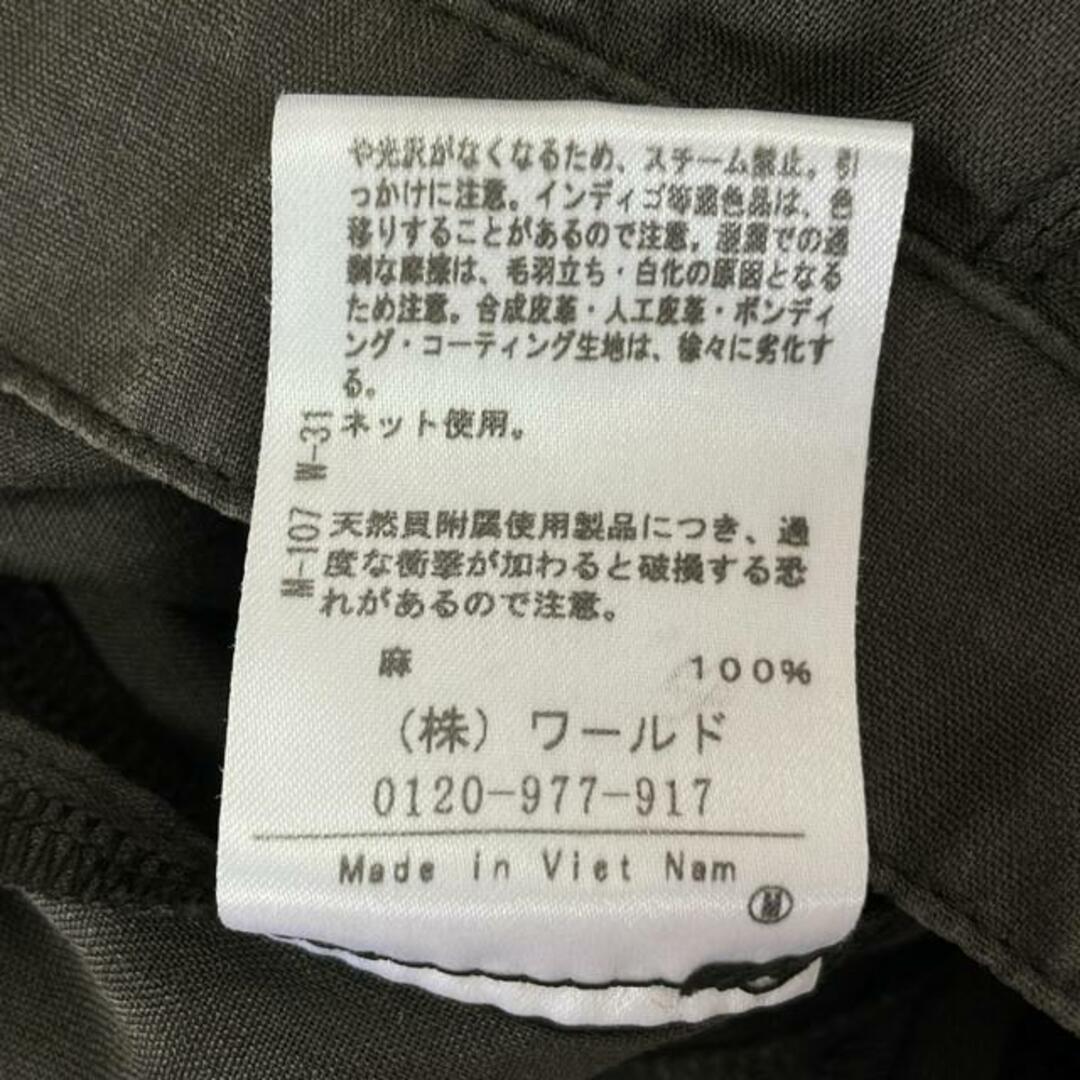 や光沢がなくなるため、スチーム禁止。引
っかけに注意。インディゴ等濃色品は、色
移りすることがあるので注意。湿潤での過
剰な摩擦は、毛羽立ち・白化の原因となる
ため注意。合成皮革・人工皮革・ボンディ
ング・コーティング生地は、徐々に劣化す
る。
ネット使用。
W-31
M-107
天然貝附属使用製品につき、過
度な衝撃が加わると破損する恐
れがあるので注意。
麻 100%
(株)ワールド
0120-977-917
Made in Viet Nam